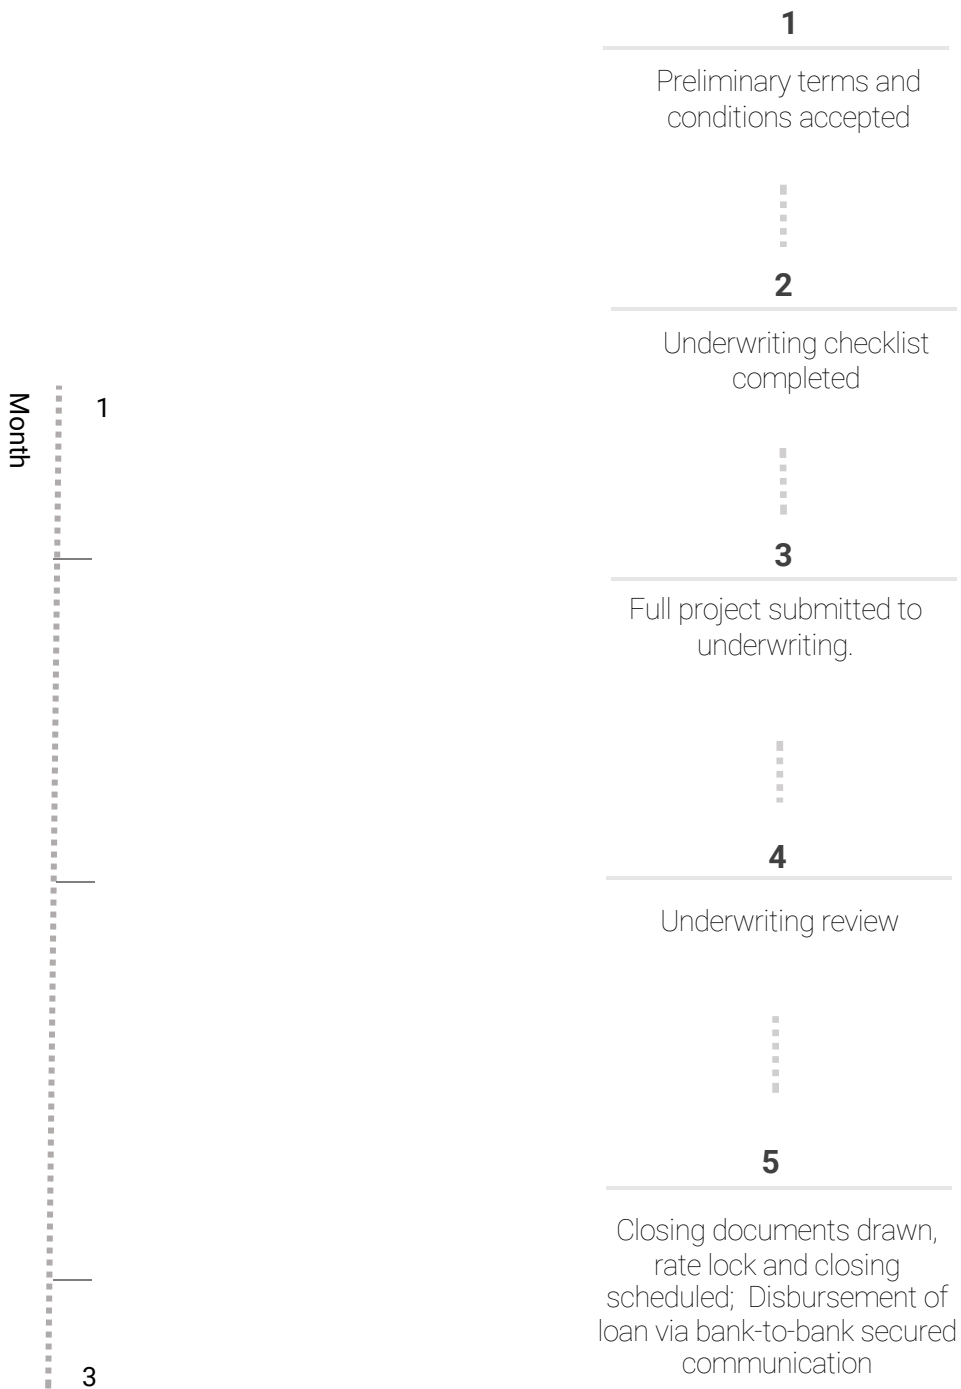 1
Preliminary terms and
conditions accepted
2
Underwriting checklist
completed
Month
1
3
Full project submitted to
underwriting.
4
Underwriting review
5
Closing documents drawn,
rate lock and closing
scheduled;  Disbursement of
loan via bank-to-bank secured
communication
3